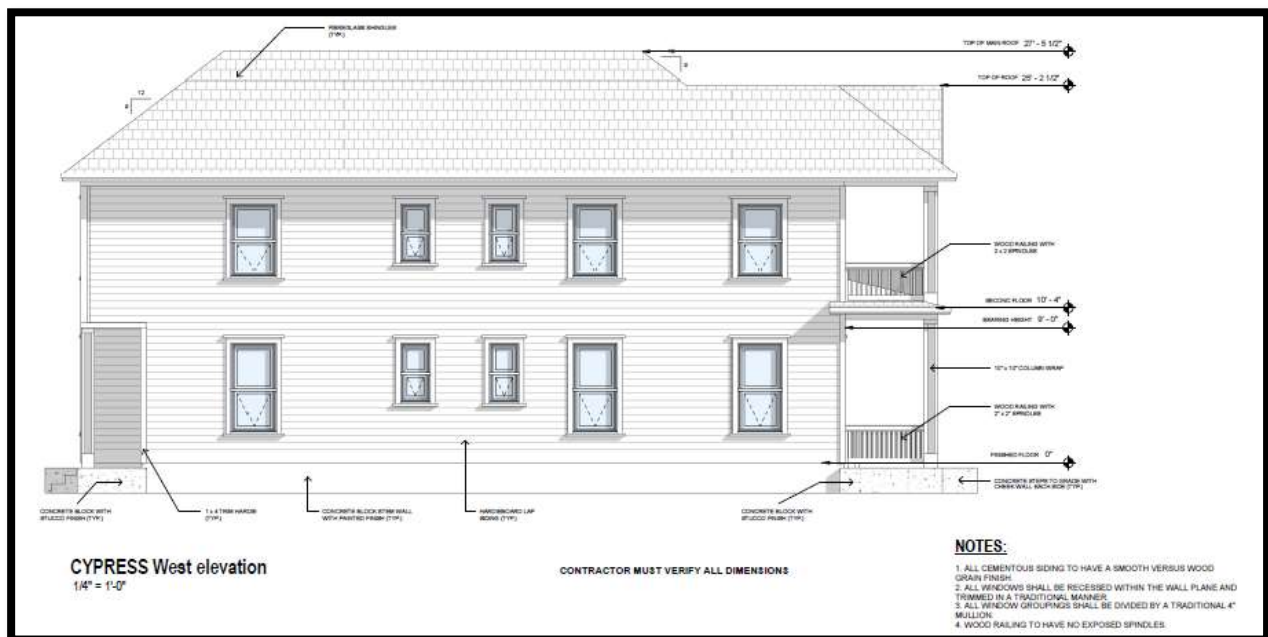 FIBERGLASS SHINGLES
(TYP.)
TOP OF MAIN ROOF 27' - 5 1/2"
12
TOP OF ROOF 25' - 2 1/2"
WOOD RAILING WITH
2 x 2 SPINDLES
SECOND FLOOR 10' - 4"
BEARING HEIGHT 9' - 0"
10" x 10" COLUMN WRAP
WOOD RAILING WITH
2" x 2" SPINDLES
FINISHED FLOOR 0"
CONCRETE STEPS TO GRADE WITH
CHEEK WALL EACH SIDE (TYP.)
CONCRETE BLOCK WITH
STUCCO FINISH (TYP.)
1 x 4 TRIM HARDIE
(TYP.)
CONCRETE BLOCK STEM WALL
WITH PAINTED FINISH (TYP.)
HARDIEBOARD LAP
SIDING (TYP.)
CONCRETE BLOCK WITH
STUCCO FINISH (TYP.)
CYPRESS West elevation
1/4" = 1'-0"
CONTRACTOR MUST VERIFY ALL DIMENSIONS
NOTES:
1. ALL CEMENTOUS SIDING TO HAVE A SMOOTH VERSUS WOOD
GRAIN FINISH.
2. ALL WINDOWS SHALL BE RECESSED WITHIN THE WALL PLANE AND
TRIMMED IN A TRADITIONAL MANNER.
3. ALL WINDOW GROUPINGS SHALL BE DIVIDED BY A TRADITIONAL 4"
MULLION.
4. WOOD RAILING TO HAVE NO EXPOSED SPINDLES.